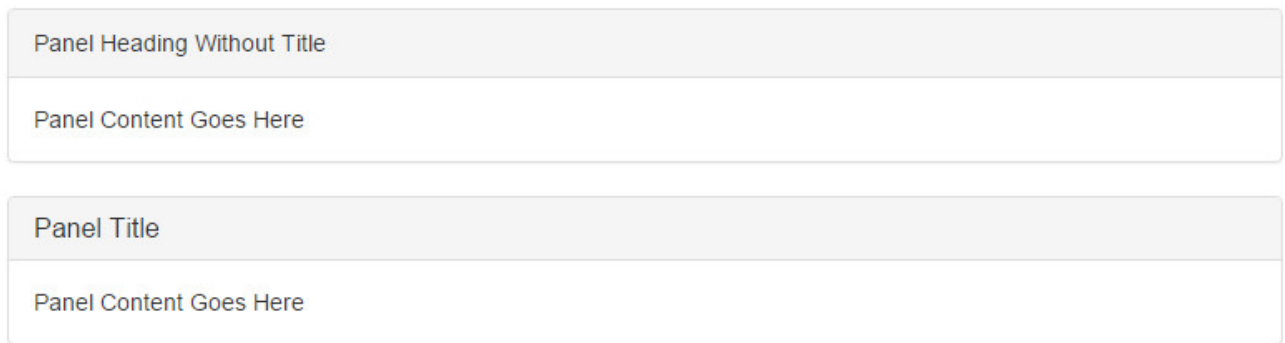 Panel Heading Without Title
Panel Content Goes Here
Panel Title
Panel Content Goes Here